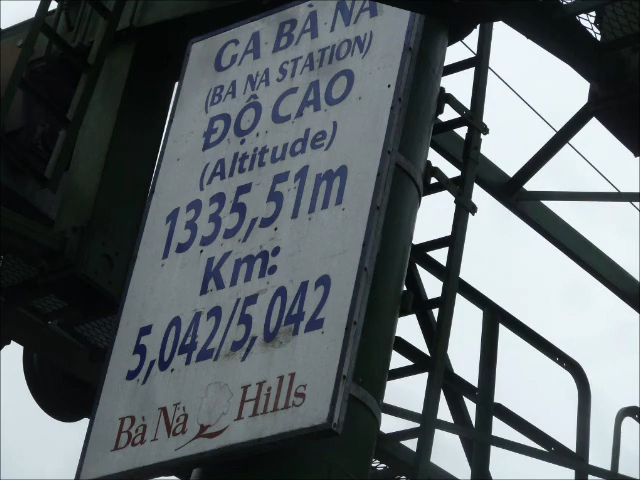 GA BÀ NÀ
(BA NA STATION)
ĐỘ CAO
(Altitude)
1335,51m
Km:
5,042/5,042
Bà Nà Hills